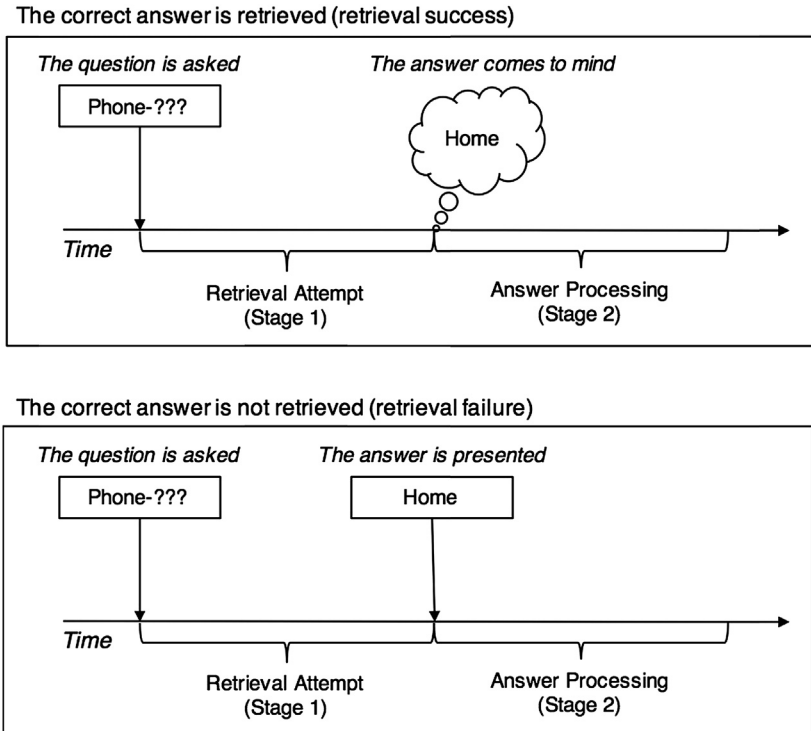 The correct answer is retrieved (retrieval success)
The question is asked
The answer comes to mind
Phone-???
Home
Time
Retrieval Attempt
(Stage 1)
Answer Processing
(Stage 2)
The correct answer is not retrieved (retrieval failure)
The question is asked
The answer is presented
Phone-???
Home
Time
Retrieval Attempt
(Stage 1)
Answer Processing
(Stage 2)